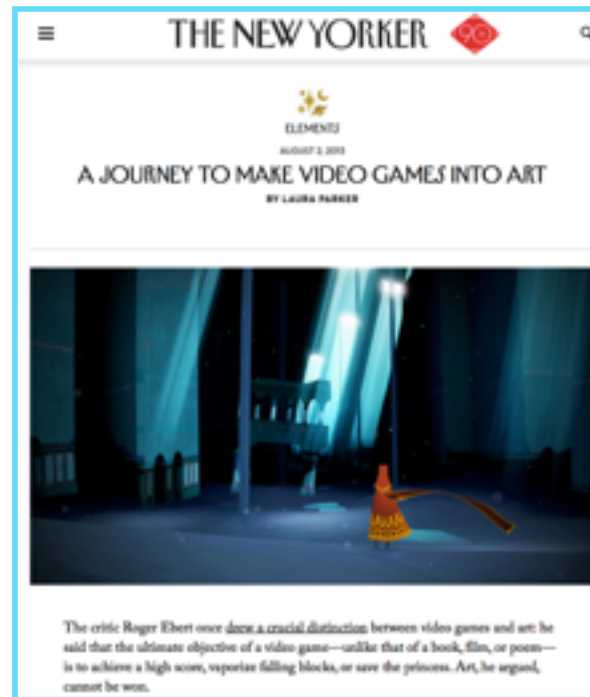 THE NEW YORKER
90
ELEMENTS
AUGUST 2, 2013
A JOURNEY TO MAKE VIDEO GAMES INTO ART
BY LAURA PARKER
The critic Roger Ebert once drew a crucial distinction between video games and art: he
said that the ultimate objective of a video game—unlike that of a book, film, or poem—
is to achieve a high score, vaporize falling blocks, or save the princess. Art, he argued,
cannot be won.